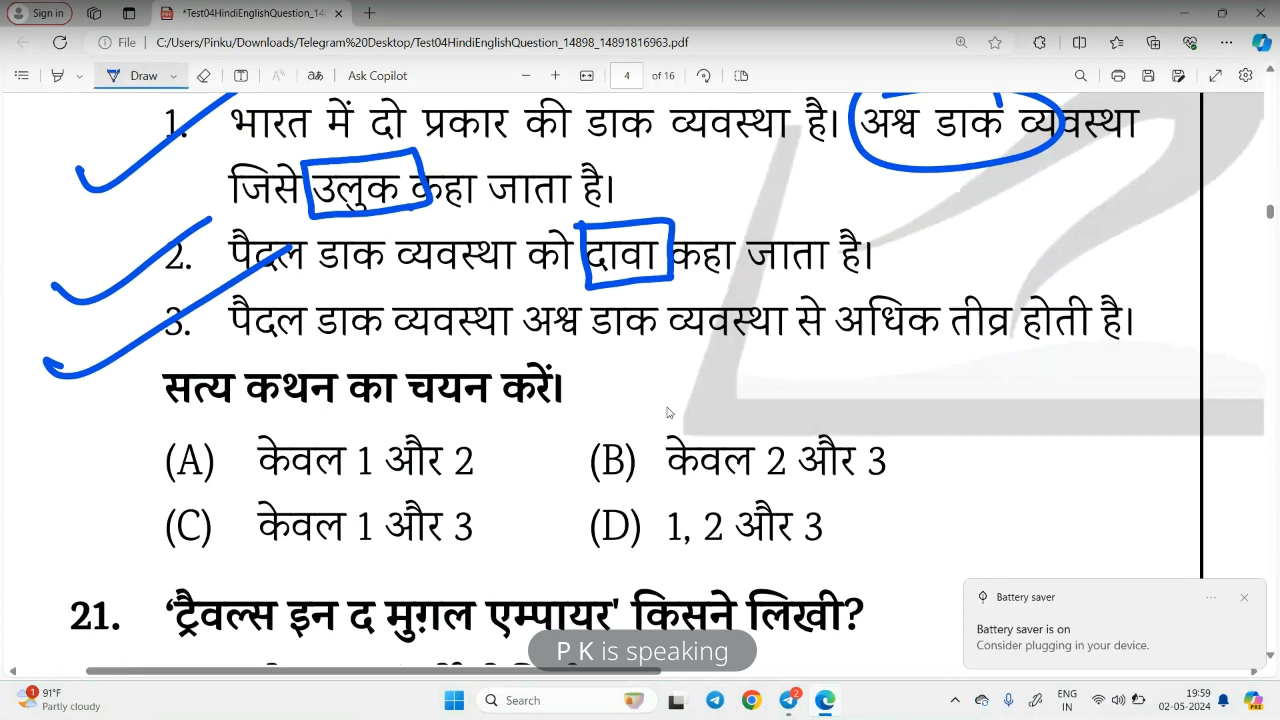 Sign in
*Test04HindiEnglishQuestion_148
File
C:/Users/Pinku/Downloads/Telegram%20Desktop/Test04HindiEnglishQuestion_14898_14891816963.pdf
Draw
Ask Copilot
4 of 16
1. भारत में दो प्रकार की डाक व्यवस्था है। अश्व डाक व्यवस्था
जिसे उलुक कहा जाता है।
2. पैदल डाक व्यवस्था को दावा कहा जाता है।
3. पैदल डाक व्यवस्था अश्व डाक व्यवस्था से अधिक तीव्र होती है।
सत्य कथन का चयन करें।
(A) केवल 1 और 2 (B) केवल 2 और 3
(C) केवल 1 और 3 (D) 1, 2 और 3
21. ‘ट्रैवल्स इन द मुग़ल एम्पायर' किसने लिखी?
P K is speaking
Battery saver
Battery saver is on
Consider plugging in your device.
1
91°F
Partly cloudy
Search
2
ENG
IN
19:59
02-05-2024
PRE